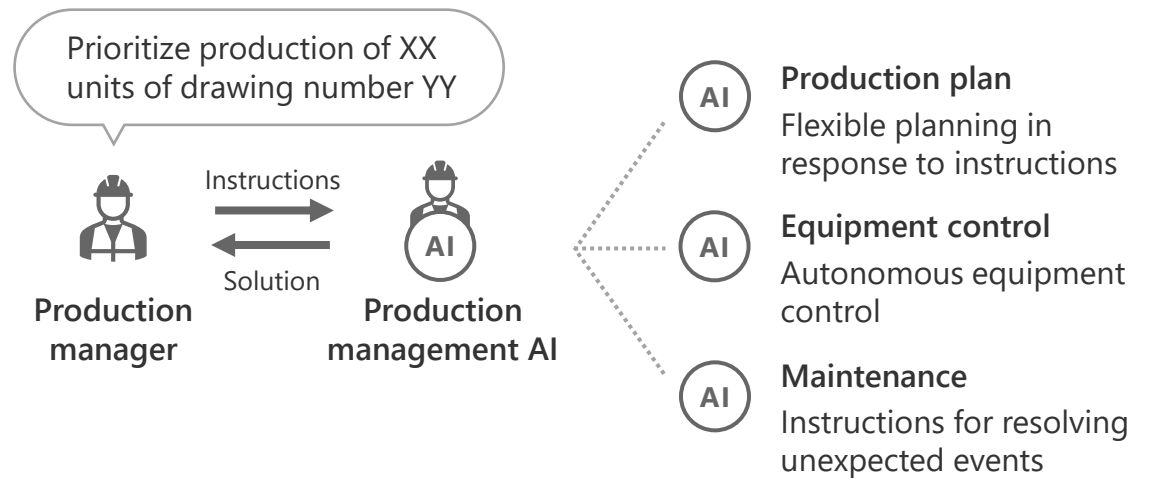 Prioritize production of XX
units of drawing number YY
Instructions
Solution
Production
manager
AI
Production
management AI
AI
Production plan
Flexible planning in
response to instructions
AI
Equipment control
Autonomous equipment
control
AI
Maintenance
Instructions for resolving
unexpected events